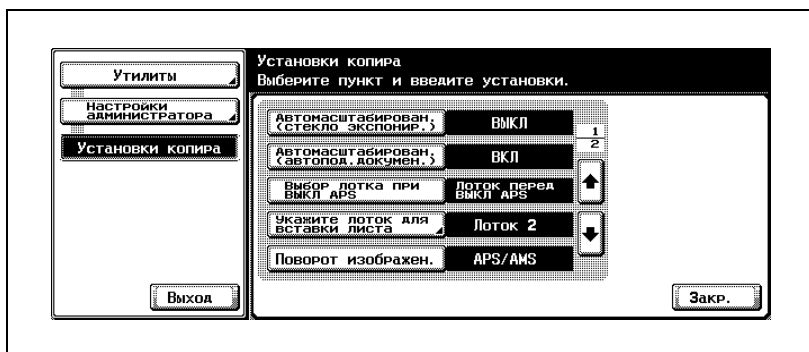 Утилиты
Настройки
администратора
Установки копира
Выход
Установки копира
Выберите пункт и введите установки.
Автомасштабирован.
(стекло экспонир.)
ВЫКЛ
Автомасштабирован.
(автопод.докумен.)
ВКЛ
Выбор лотка при
ВЫКЛ APS
Лоток перед
ВЫКЛ APS
Укажите лоток для
вставки листа
Лоток 2
Поворот изображен.
APS/AMS
1
2
Закр.